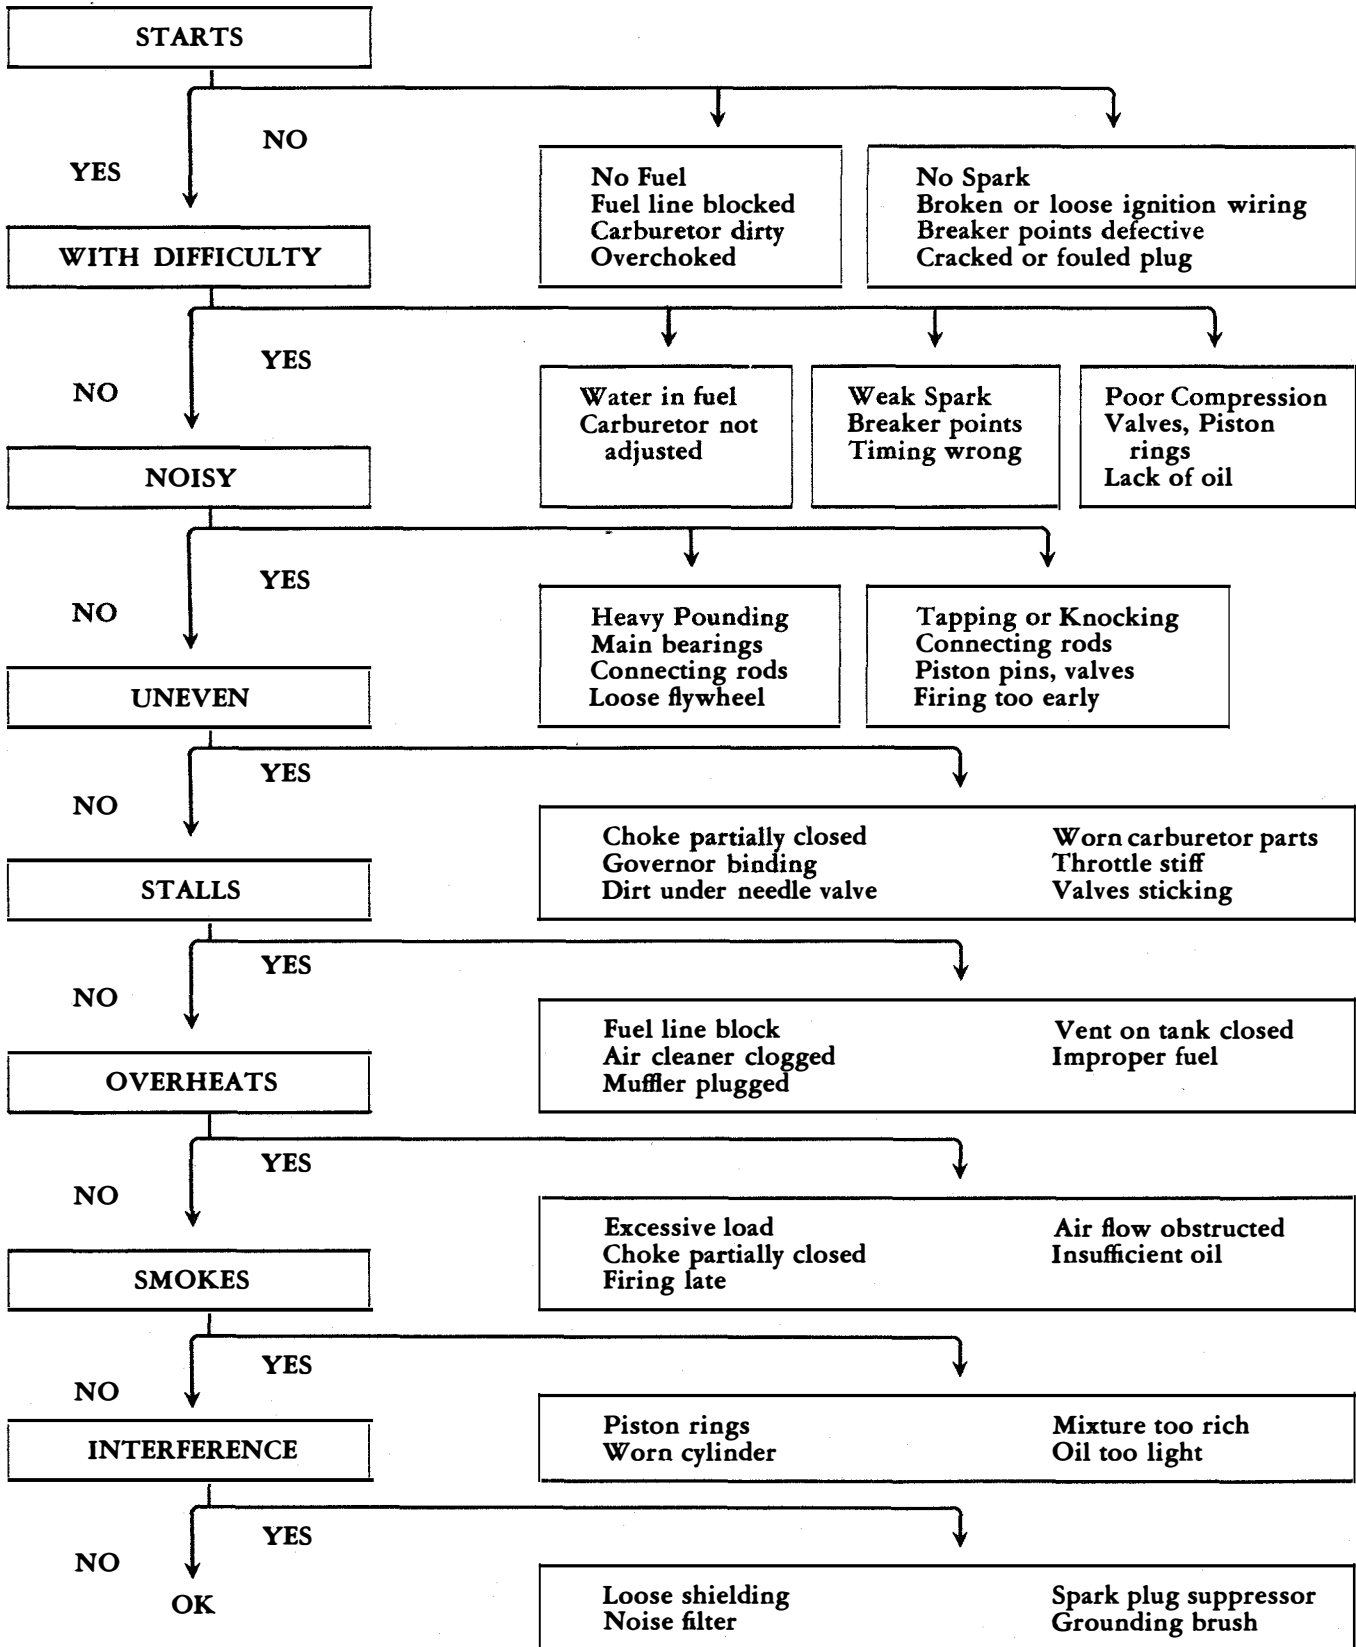 STARTS
NO
YES
No Fuel
Fuel line blocked
Carburetor dirty
Overchoked
No Spark
Broken or loose ignition wiring
Breaker points defective
Cracked or fouled plug
WITH DIFFICULTY
YES
NO
Water in fuel
Carburetor not
adjusted
Weak Spark
Breaker points
Timing wrong
Poor Compression
Valves, Piston
rings
Lack of oil
NOISY
YES
NO
Heavy Pounding
Main bearings
Connecting rods
Loose flywheel
Tapping or Knocking
Connecting rods
Piston pins, valves
Firing too early
UNEVEN
YES
NO
Choke partially closed
Governor binding
Dirt under needle valve
Worn carburetor parts
Throttle stiff
Valves sticking
STALLS
YES
NO
Fuel line block
Air cleaner clogged
Muffler plugged
Vent on tank closed
Improper fuel
OVERHEATS
YES
NO
Excessive load
Choke partially closed
Firing late
Air flow obstructed
Insufficient oil
SMOKES
YES
NO
Piston rings
Worn cylinder
Mixture too rich
Oil too light
INTERFERENCE
YES
NO
OK
Loose shielding
Noise filter
Spark plug suppressor
Grounding brush